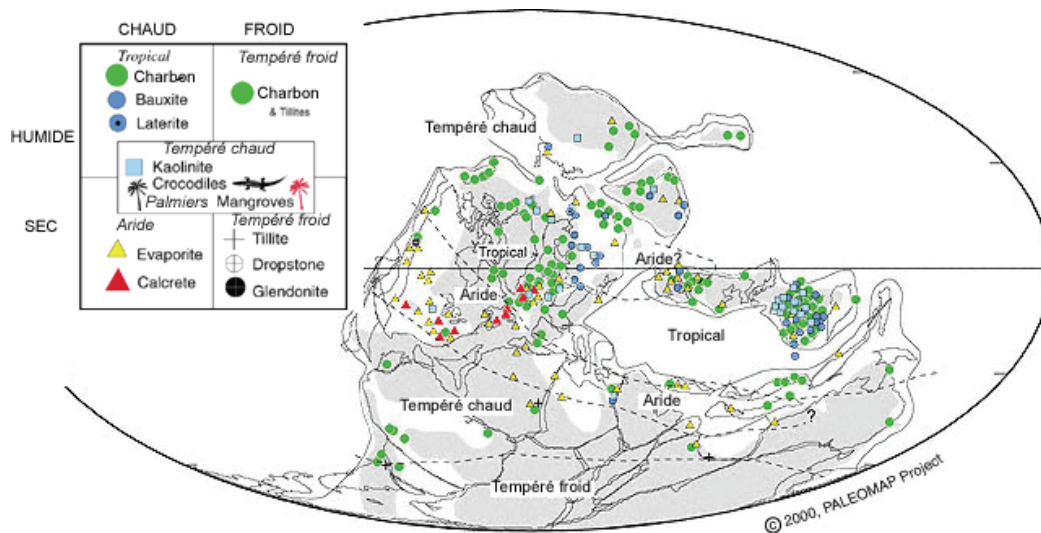 CHAUD FROID
Tropical
Charbon
Bauxite
Laterite
Tempéré froid
Charbon
& Tillites
HUMIDE
Tempéré chaud
Kaolinite
Crocodiles
Palmiers Mangroves
SEC
Aride
Evaporite
Calcrete
Tempéré froid
Tillite
Dropstone
Glendonite
Tempéré chaud
Tropical
Aride?
Aride
Tropical
Tempéré chaud
Aride
?
Tempéré froid
© 2000, PALEOMAP Project